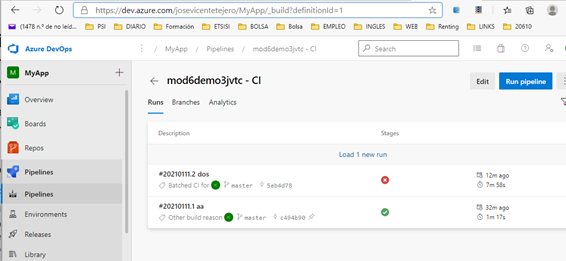 https://dev.azure.com/josevicentetejero/MyApp/_build?definitionId=1
(1478 n.º de no leíd... PSI DIARIO Formación ETSISI BOLSA Bolsa EMPLEO INGLES WEB Renting LINKS 20610
Azure DevOps / MyApp / Pipelines / mod6demo3jvtc - CI Search
M MyApp +
mod6demo3jvtc - CI Edit Run pipeline
Overview
Runs Branches Analytics
Boards
Description Stages
Repos
Load 1 new run
Pipelines
#20210111.2 dos 12m ago
Batched CI for master 5eb4d78 7m 58s
Pipelines
#20210111.1 aa 32m ago
Other build reason master c494b90 1m 17s
Environments
Releases
Library